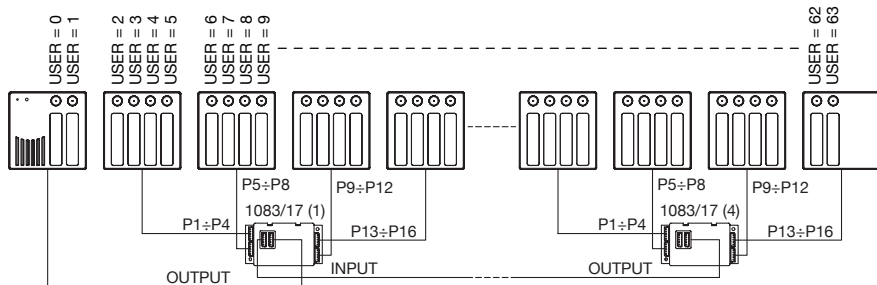 USER = 0
USER = 1
USER = 2
USER = 3
USER = 4
USER = 5
USER = 6
USER = 7
USER = 8
USER = 9
USER = 62
USER = 63
P5÷P8
P9÷P12
P5÷P8
P9÷P12
1083/17 (1)
1083/17 (4)
P1÷P4
P13÷P16
P1÷P4
P13÷P16
OUTPUT
INPUT
OUTPUT